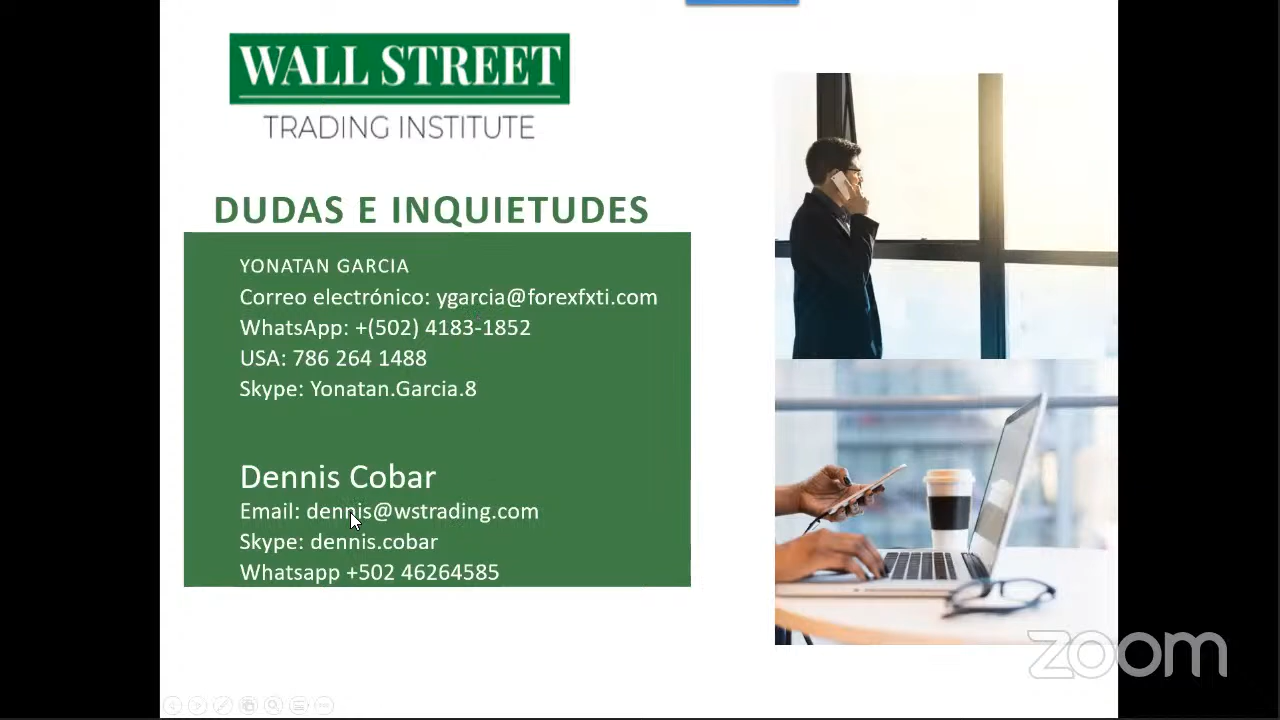 WALL STREET
TRADING INSTITUTE
DUDAS E INQUIETUDES
YONATAN GARCIA
Correo electrónico: ygarcia@forexfxti.com
WhatsApp: +(502) 4183-1852
USA: 786 264 1488
Skype: Yonatan.Garcia.8
Dennis Cobar
Email: dennis@wstrading.com
Skype: dennis.cobar
Whatsapp +502 46264585
zoom